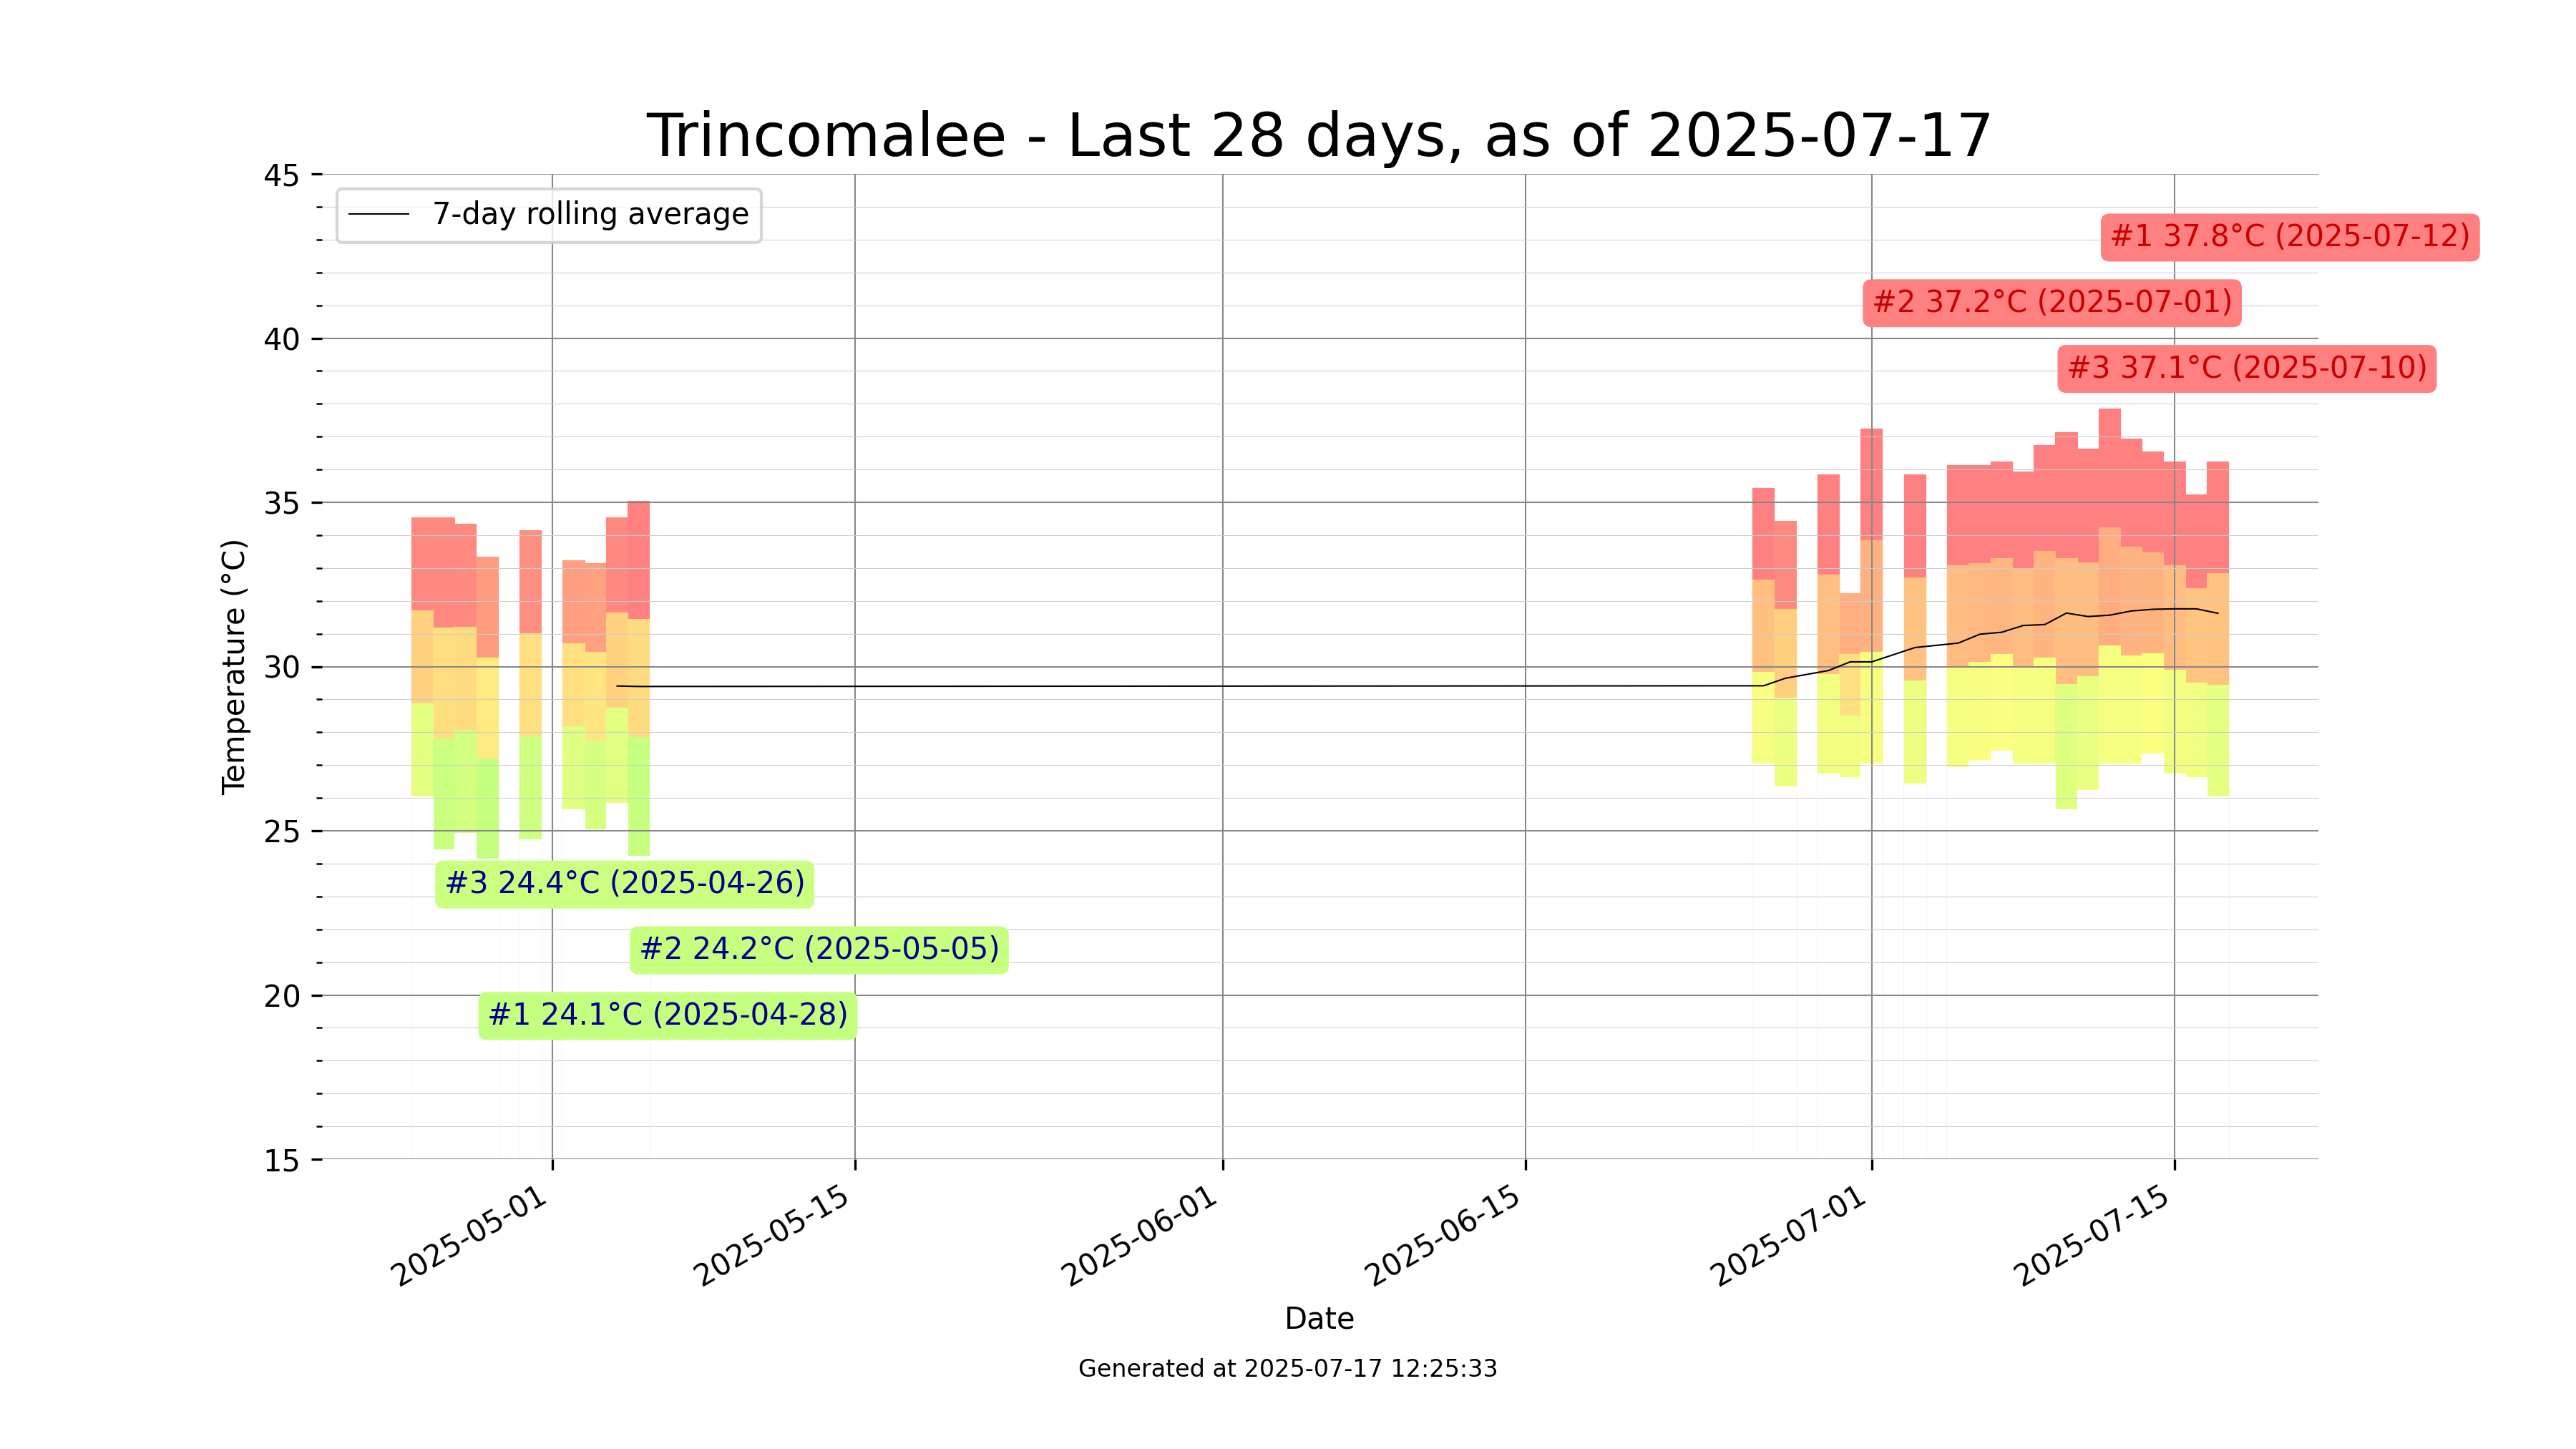 Trincomalee - Last 28 days, as of 2025-07-17
45
7-day rolling average
#1 37.8°C (2025-07-12)
#2 37.2°C (2025-07-01)
40
#3 37.1°C (2025-07-10)
35
Temperature (°C)
30
25
#3 24.4°C (2025-04-26)
#2 24.2°C (2025-05-05)
20
#1 24.1°C (2025-04-28)
15
2025-05-01
2025-05-15
2025-06-01
2025-06-15
2025-07-01
2025-07-15
Date
Generated at 2025-07-17 12:25:33